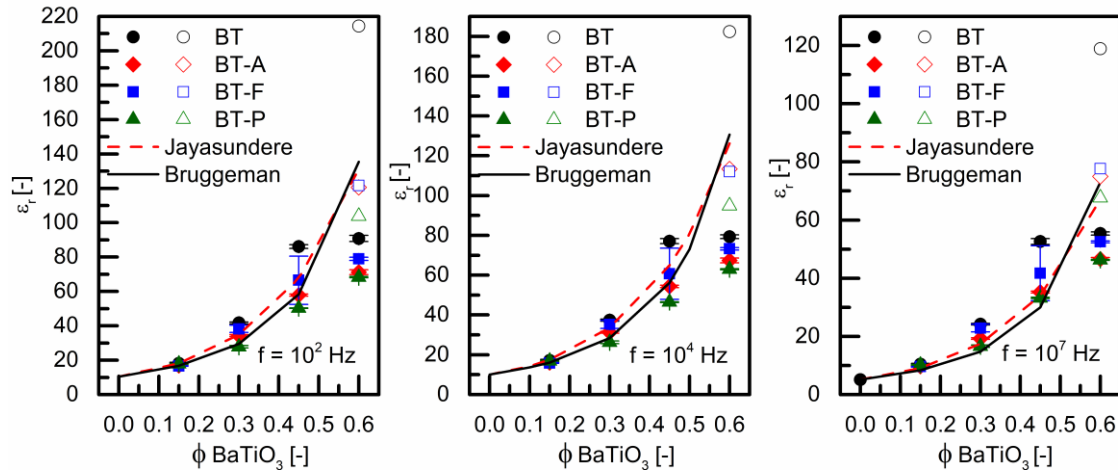 220
200
180
160
140
120
100
80
60
40
20
0
εr [-]
BT
BT-A
BT-F
BT-P
Jayasundere
Bruggeman
f = 10² Hz
0.0 0.1 0.2 0.3 0.4 0.5 0.6
ϕ BaTiO₃ [-]
180
160
140
120
100
80
60
40
20
0
εr [-]
BT
BT-A
BT-F
BT-P
Jayasundere
Bruggeman
f = 10⁴ Hz
0.0 0.1 0.2 0.3 0.4 0.5 0.6
ϕ BaTiO₃ [-]
120
100
80
60
40
20
0
εr [-]
BT
BT-A
BT-F
BT-P
Jayasundere
Bruggeman
f = 10⁷ Hz
0.0 0.1 0.2 0.3 0.4 0.5 0.6
ϕ BaTiO₃ [-]